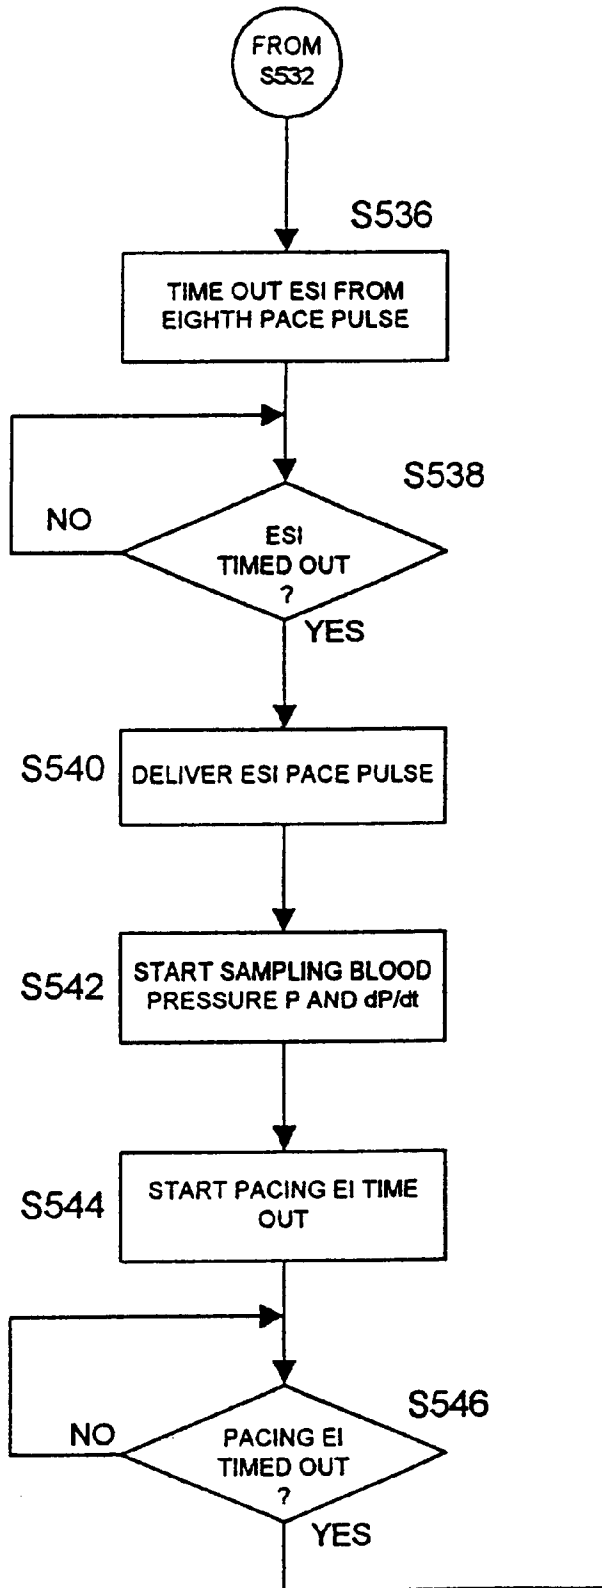 FROM
S532
S536
TIME OUT ESI FROM
EIGHTH PACE PULSE
S538
NO
ESI
TIMED OUT
?
YES
S540
DELIVER ESI PACE PULSE
S542
START SAMPLING BLOOD
PRESSURE P AND dP/dt
S544
START PACING EI TIME
OUT
S546
NO
PACING EI
TIMED OUT
?
YES